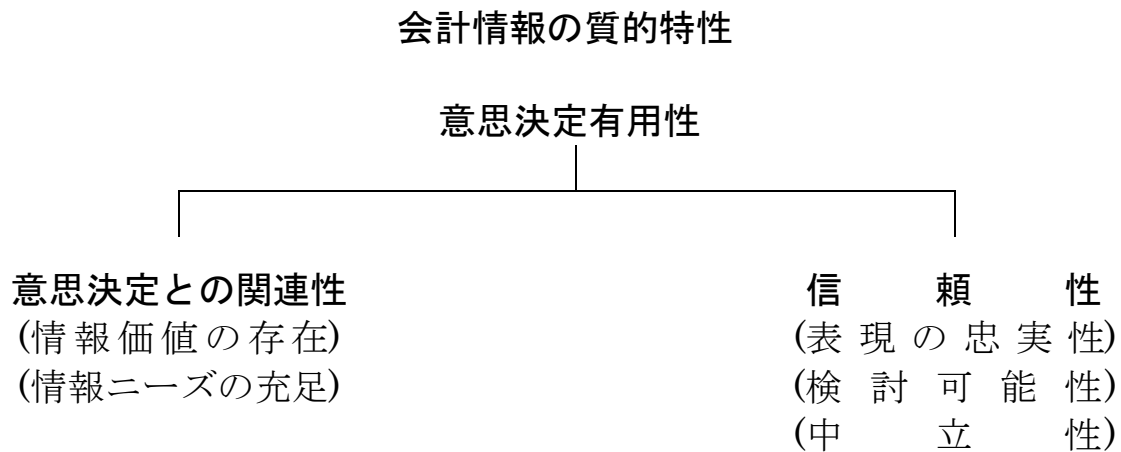 会計情報の質的特性
意思決定有用性
意思決定との関連性
(情報価値の存在)
(情報ニーズの充足)
信頼性
(表現の忠実性)
(検討可能性)
(中立性)